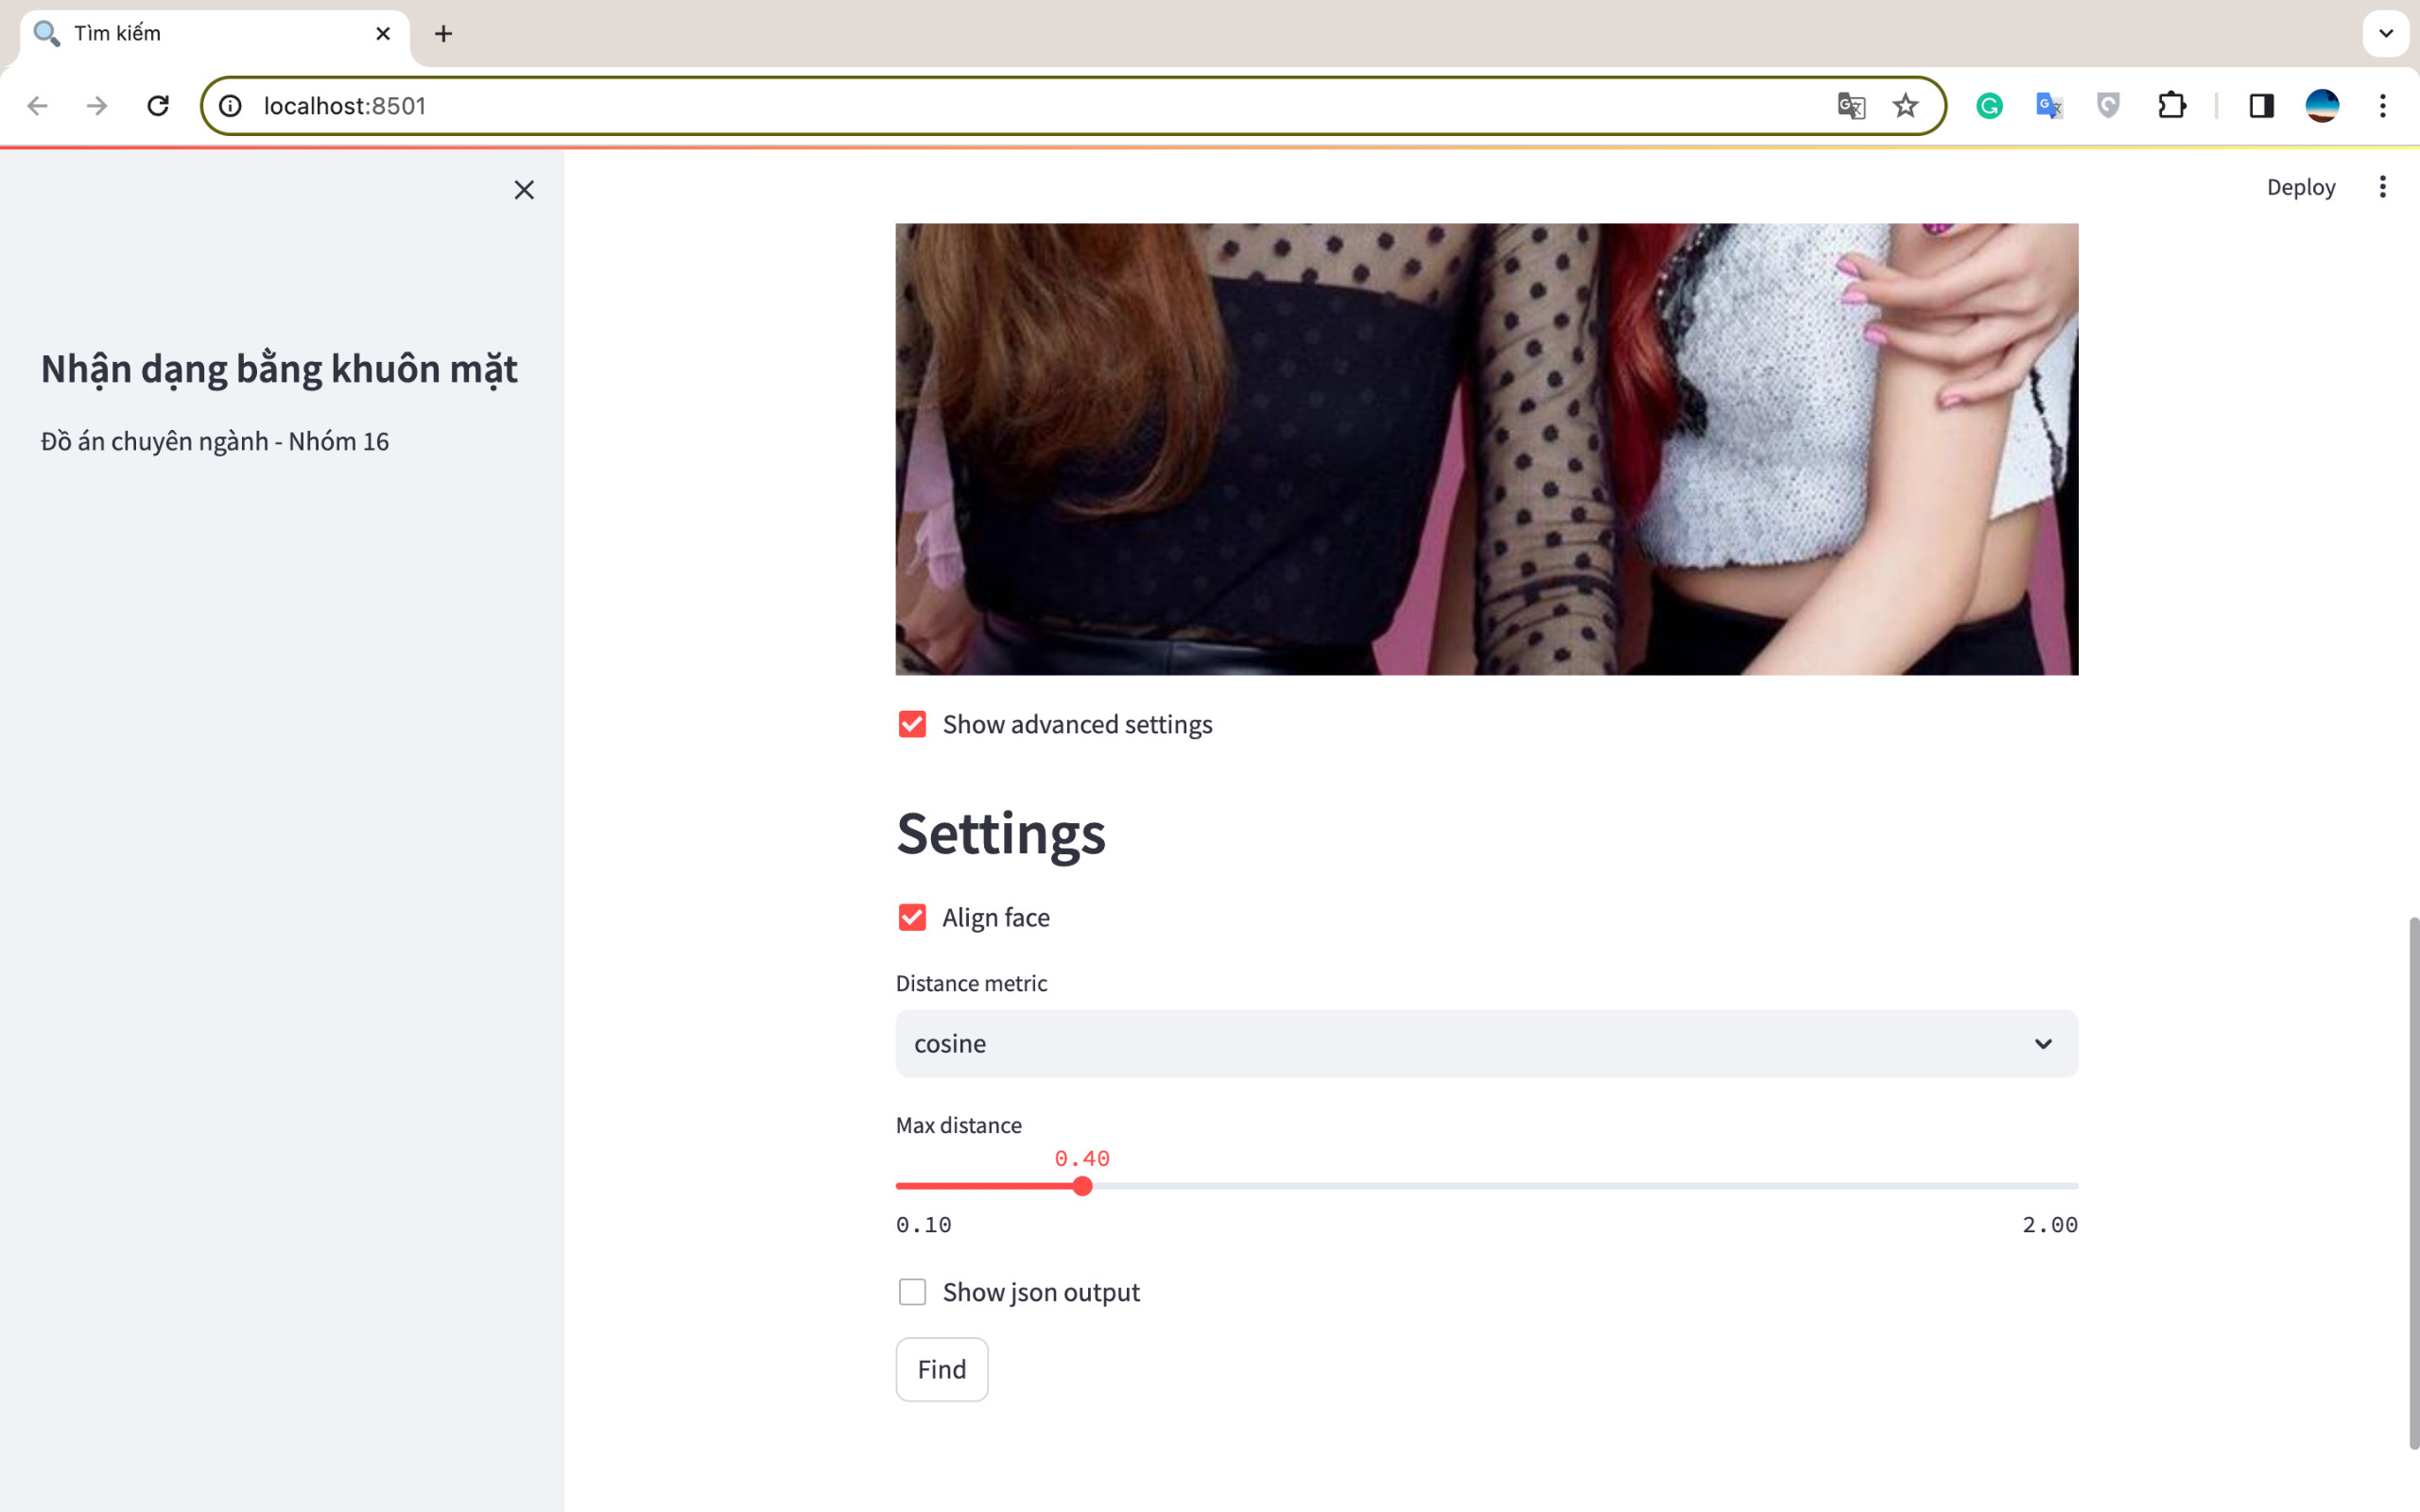 Tìm kiếm
localhost:8501
Deploy
Nhận dạng bằng khuôn mặt
Đồ án chuyên ngành - Nhóm 16
Show advanced settings
Settings
Align face
Distance metric
cosine
Max distance
0.40
0.10 2.00
Show json output
Find